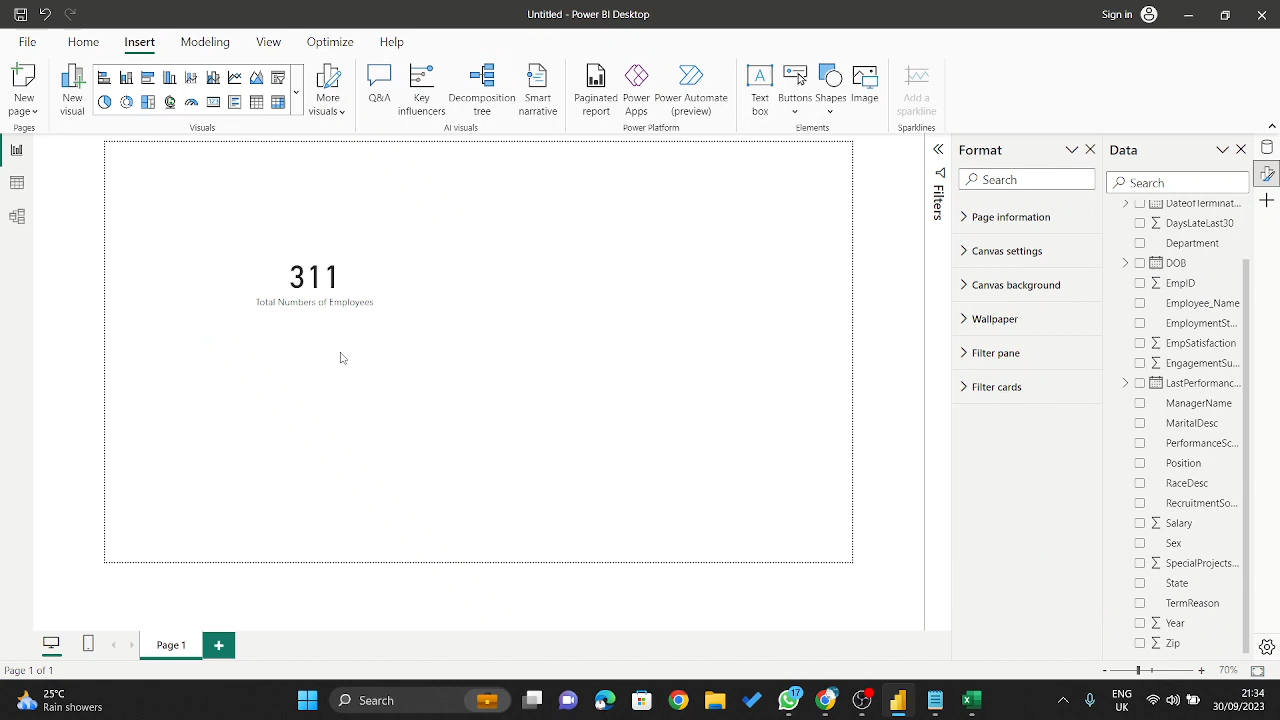 Untitled - Power BI Desktop
Sign in
File
Home
Insert
Modeling
View
Optimize
Help
New page
New visual
More visuals
Visuals
Pages
Q&A
Key influencers
Decomposition tree
Smart narrative
AI visuals
Paginated report
Power Apps
Power Automate (preview)
Power Platform
Text box
Buttons
Shapes
Image
Elements
Add a sparkline
Sparklines
311
Total Numbers of Employees
Filters
Format
Search
Page information
Canvas settings
Canvas background
Wallpaper
Filter pane
Filter cards
Data
Search
DateofTerminat...
DaysLateLast30
Department
DOB
EmpID
Employee_Name
EmploymentSt...
EmpSatisfaction
EngagementSu...
LastPerformanc...
ManagerName
MaritalDesc
PerformanceSc...
Position
RaceDesc
RecruitmentSo...
Salary
Sex
SpecialProjects...
State
TermReason
Year
Zip
Page 1
Page 1 of 1
70%
25°C
Rain showers
Search
17
ENG
UK
21:34
30/09/2023